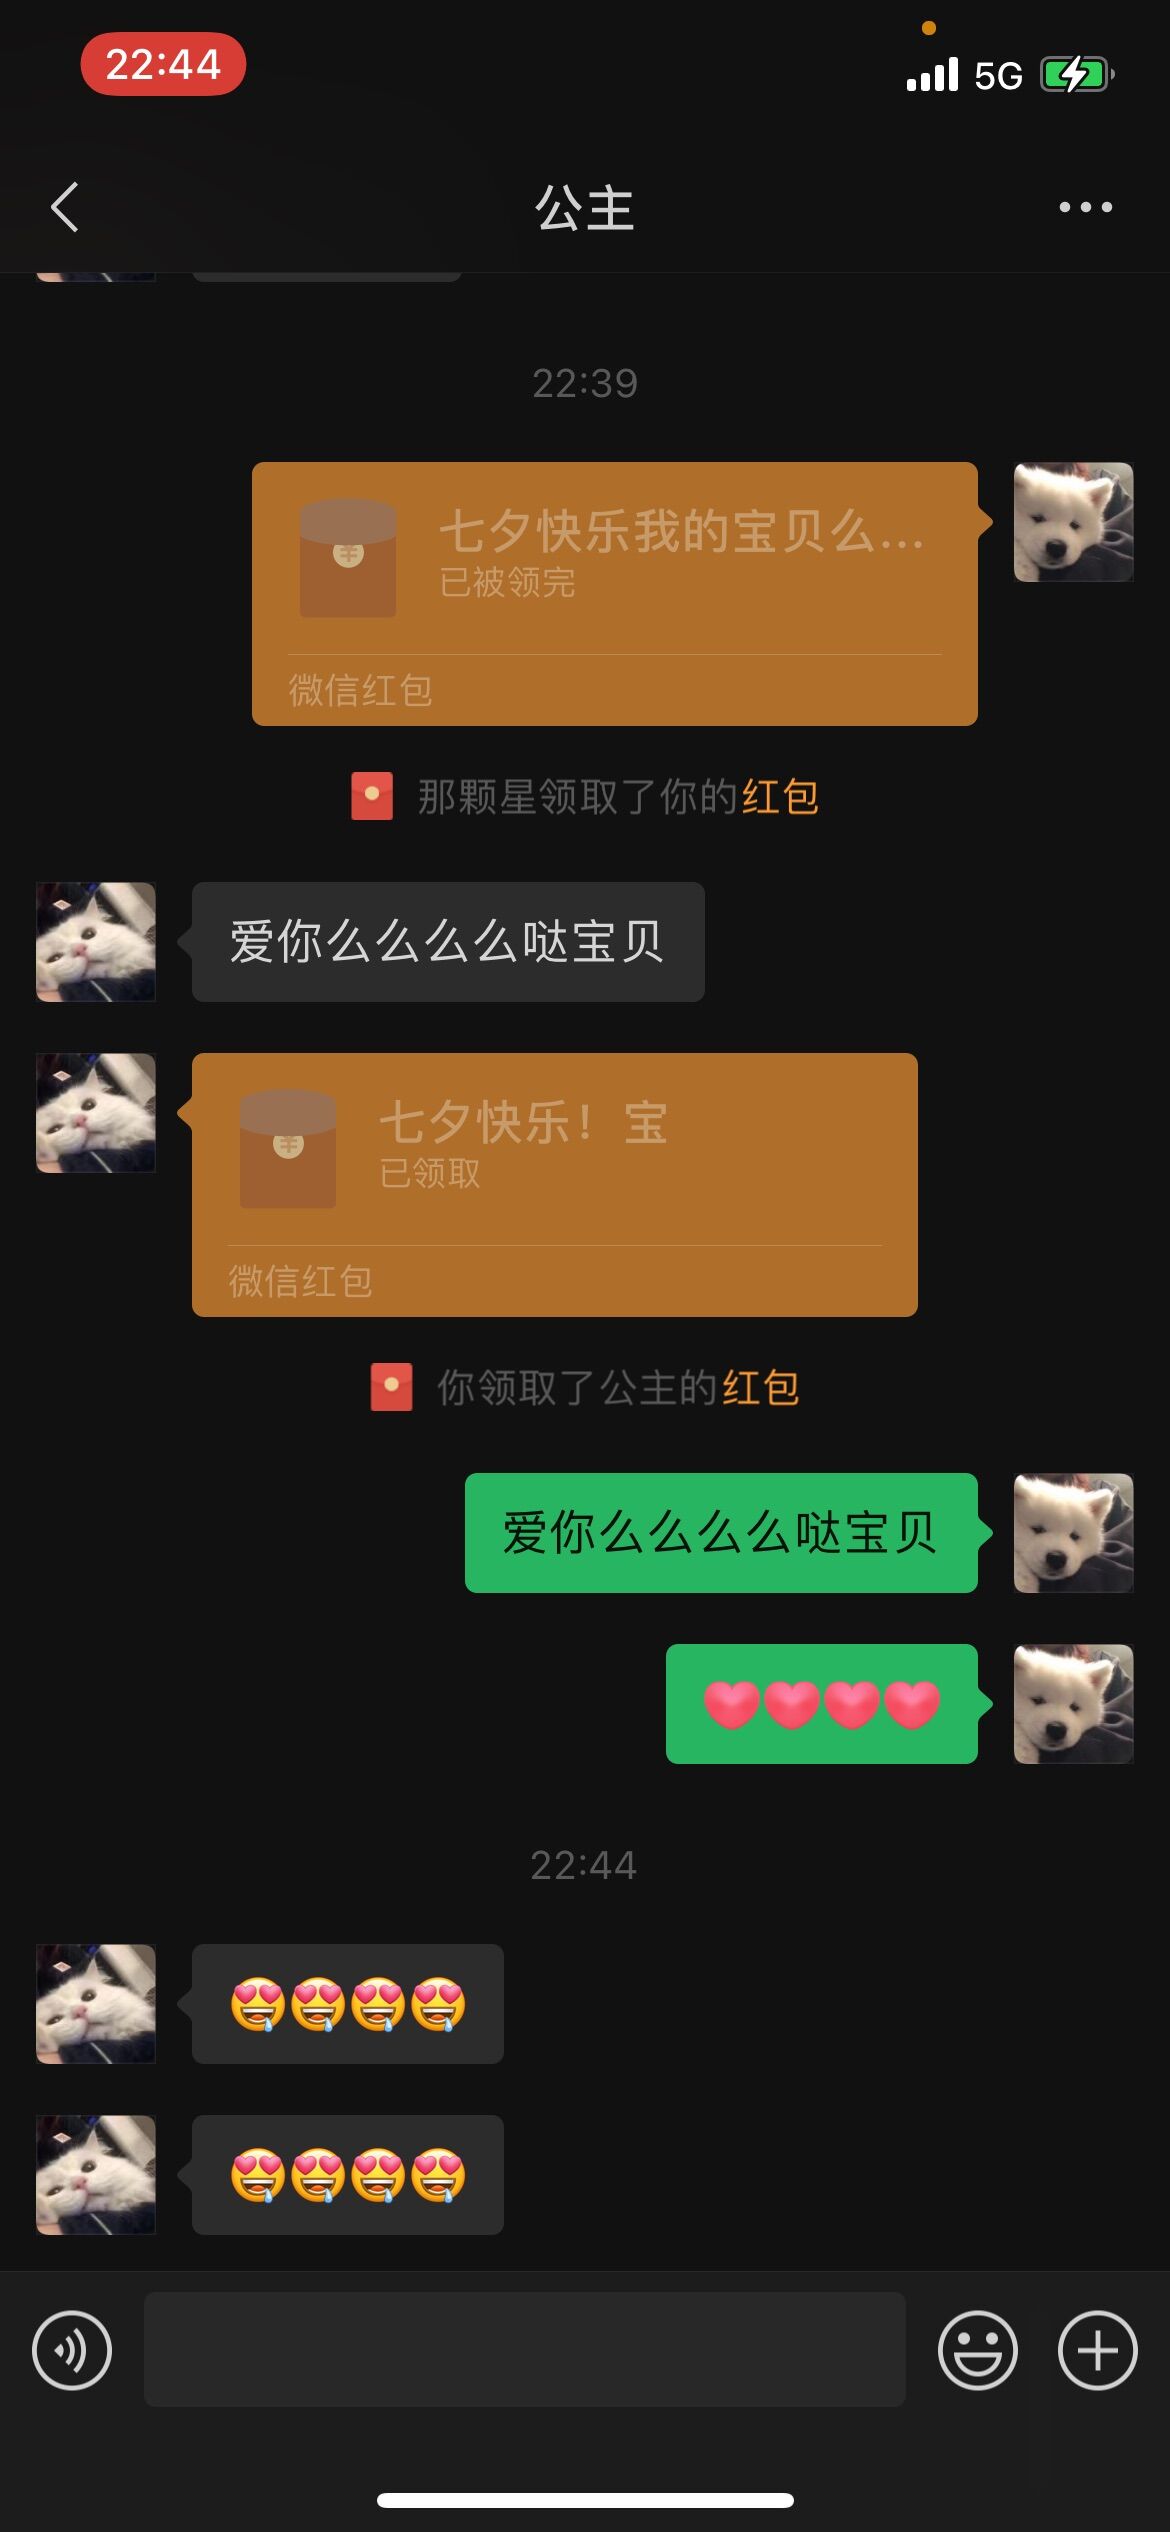 22:44
5G
公主
22:39
七夕快乐我的宝贝么...
已被领完
微信红包
那颗星领取了你的红包
爱你么么么么哒宝贝
七夕快乐！宝
已领取
微信红包
你领取了公主的红包
爱你么么么么哒宝贝
22:44